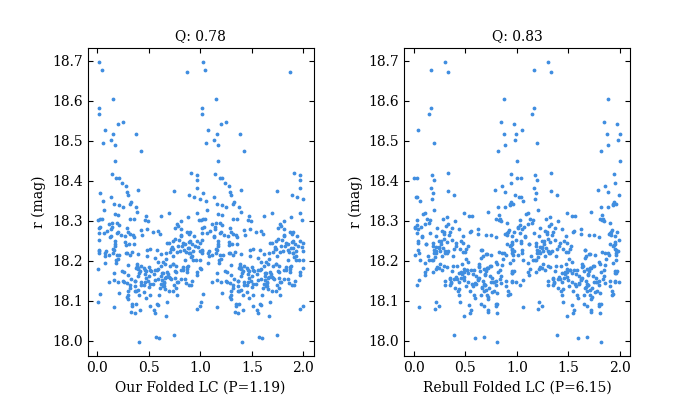 Q: 0.78
Q: 0.83
18.7
18.6
18.5
18.4
18.3
18.2
18.1
18.0
r (mag)
0.0 0.5 1.0 1.5 2.0
Our Folded LC (P=1.19)
18.7
18.6
18.5
18.4
18.3
18.2
18.1
18.0
r (mag)
0.0 0.5 1.0 1.5 2.0
Rebull Folded LC (P=6.15)